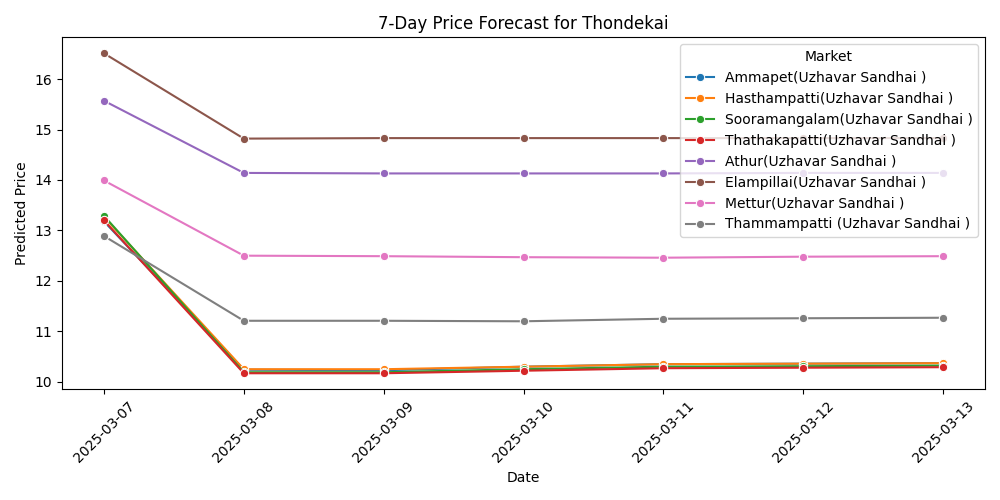 7-Day Price Forecast for Thondekai
Market
Ammapet(Uzhavar Sandhai )
Hasthampatti(Uzhavar Sandhai )
Sooramangalam(Uzhavar Sandhai )
Thathakapatti(Uzhavar Sandhai )
Athur(Uzhavar Sandhai )
Elampillai(Uzhavar Sandhai )
Mettur(Uzhavar Sandhai )
Thammampatti (Uzhavar Sandhai )
Predicted Price
16
15
14
13
12
11
10
2025-03-07
2025-03-08
2025-03-09
2025-03-10
2025-03-11
2025-03-12
2025-03-13
Date